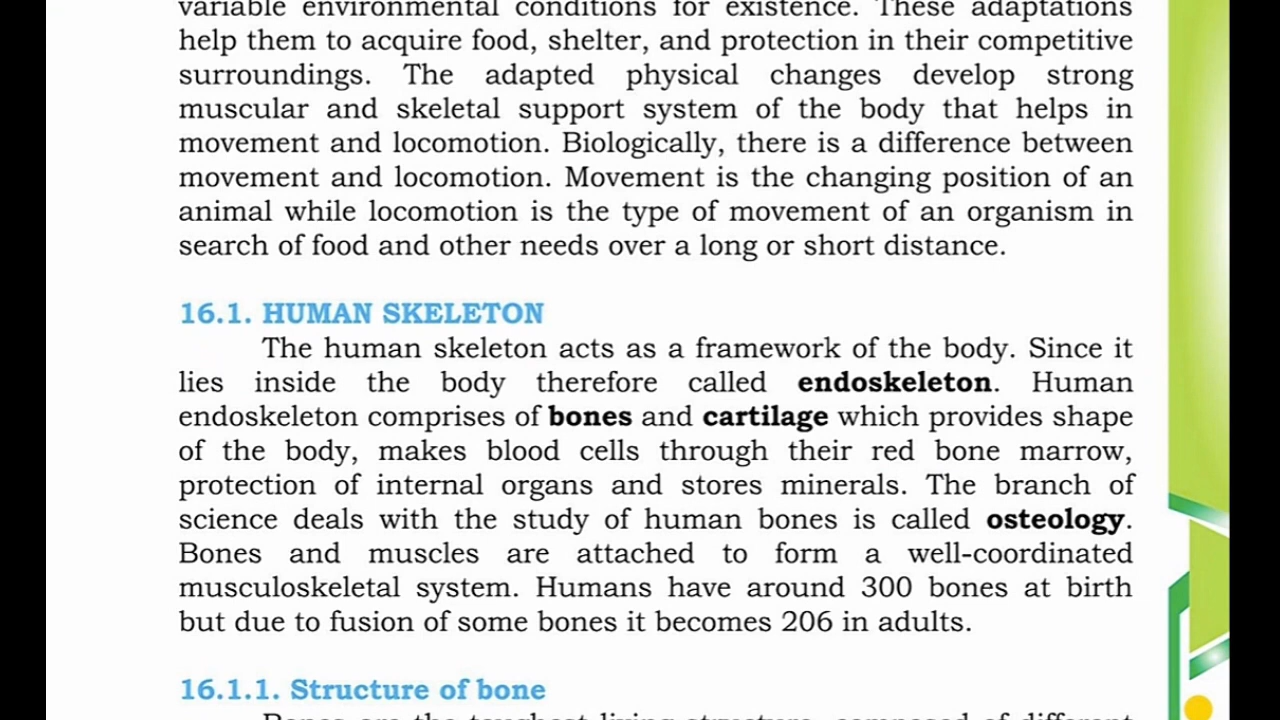 variable environmental conditions for existence. These adaptations
help them to acquire food, shelter, and protection in their competitive
surroundings. The adapted physical changes develop strong
muscular and skeletal support system of the body that helps in
movement and locomotion. Biologically, there is a difference between
movement and locomotion. Movement is the changing position of an
animal while locomotion is the type of movement of an organism in
search of food and other needs over a long or short distance.
16.1. HUMAN SKELETON
The human skeleton acts as a framework of the body. Since it
lies inside the body therefore called endoskeleton. Human
endoskeleton comprises of bones and cartilage which provides shape
of the body, makes blood cells through their red bone marrow,
protection of internal organs and stores minerals. The branch of
science deals with the study of human bones is called osteology.
Bones and muscles are attached to form a well-coordinated
musculoskeletal system. Humans have around 300 bones at birth
but due to fusion of some bones it becomes 206 in adults.
16.1.1. Structure of bone
Bones are the toughest living structure, composed of different